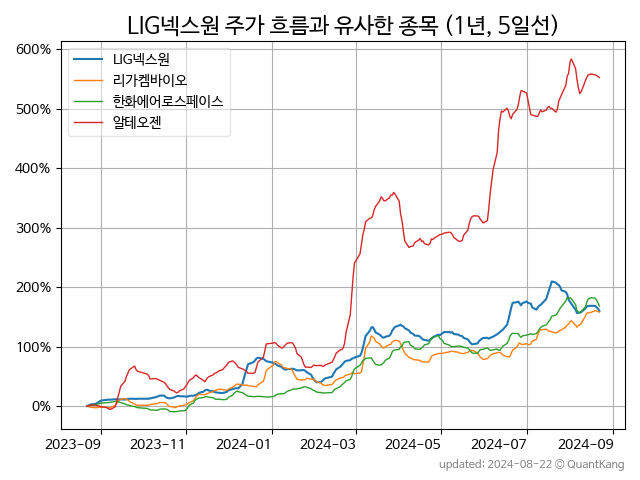 LIG넥스원 주가 흐름과 유사한 종목 (1년, 5일선)
600%
500%
400%
300%
200%
100%
0%
LIG넥스원
리가켐바이오
한화에어로스페이스
알테오젠
2023-09 2023-11 2024-01 2024-03 2024-05 2024-07 2024-09
updated: 2024-08-22 © QuantKang